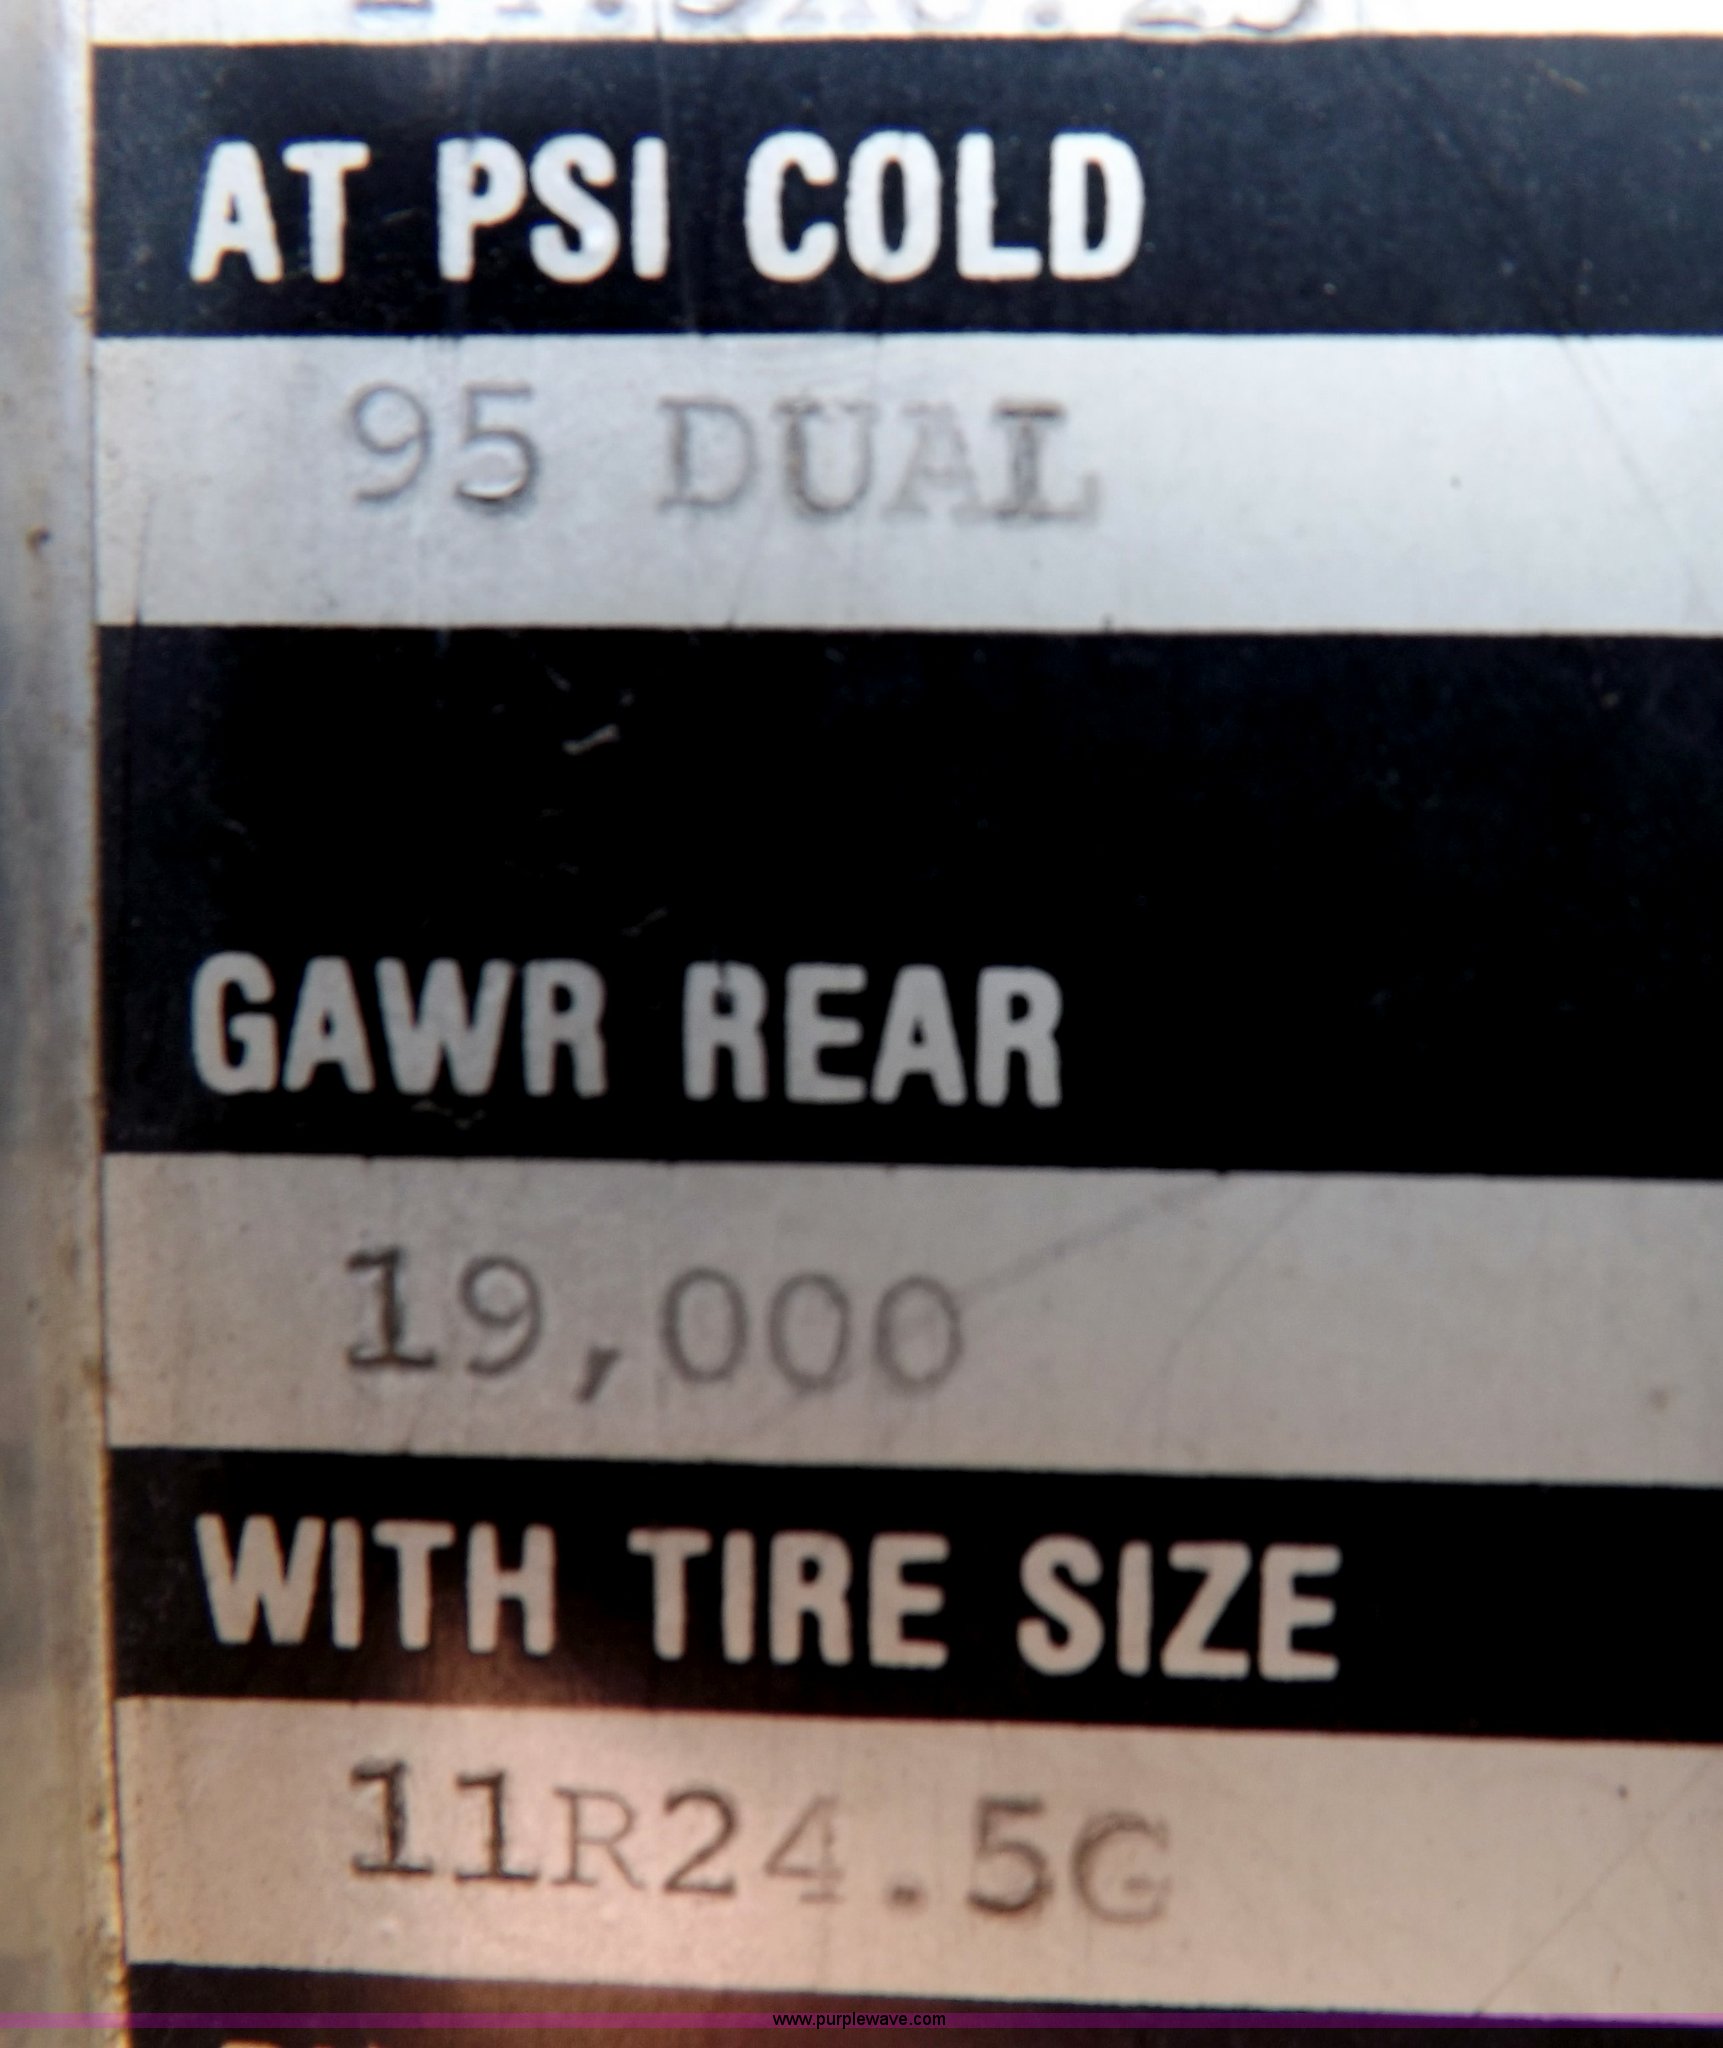 AT PSI COLD
95 DUAL
GAWR REAR
19,000
WITH TIRE SIZE
11R24.5G
www.purplewave.com